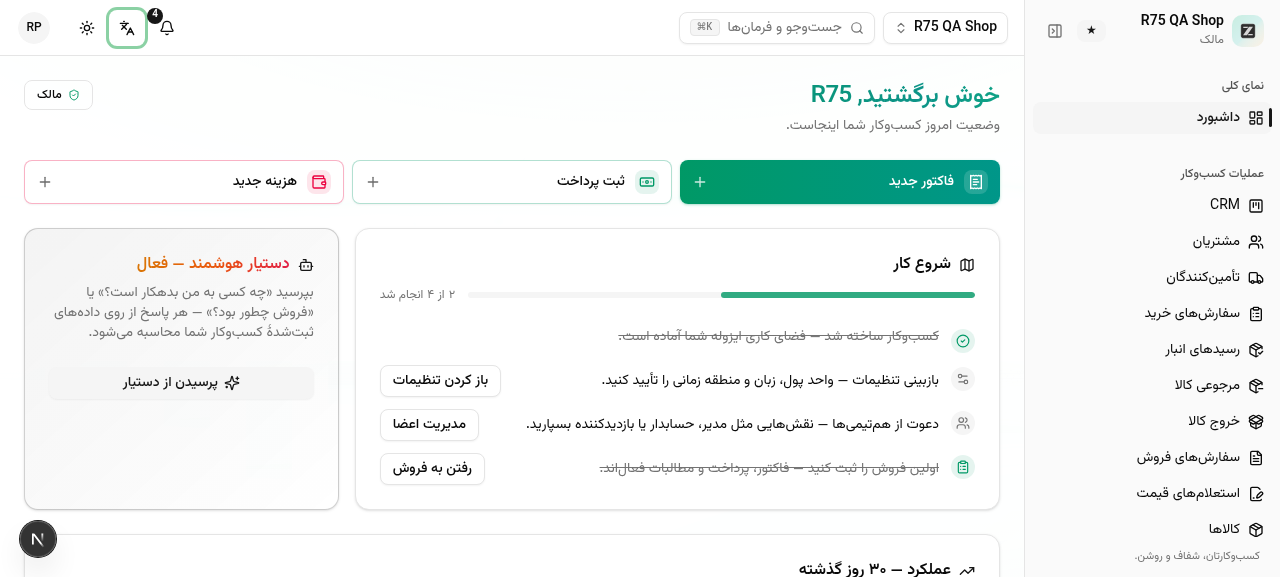 R75 QA Shop
مالک
نمای کلی
داشبورد
عملیات کسب‌وکار
CRM
مشتریان
تأمین‌کنندگان
سفارش‌های خرید
رسیدهای انبار
مرجوعی کالا
خروج کالا
سفارش‌های فروش
استعلام‌های قیمت
کالاها
کسب‌وکارتان، شفاف و روشن.
R75 QA Shop
جست‌وجو و فرمان‌ها
⌘K
4
RP
خوش برگشتید, R75
مالک
وضعیت امروز کسب‌وکار شما اینجاست.
فاکتور جدید
ثبت پرداخت
هزینه جدید
شروع کار
۲ از ۴ انجام شد
کسب‌وکار ساخته شد — فضای کاری ایزوله شما آماده است.
بازبینی تنظیمات — واحد پول، زبان و منطقه زمانی را تأیید کنید.
باز کردن تنظیمات
دعوت از هم‌تیمی‌ها — نقش‌هایی مثل مدیر، حسابدار یا بازدیدکننده بسپارید.
مدیریت اعضا
اولین فروش را ثبت کنید — فاکتور، پرداخت و مطالبات فعال‌اند.
رفتن به فروش
دستیار هوشمند — فعال
بپرسید «چه کسی به من بدهکار است؟» یا
«فروش چطور بود؟» — هر پاسخ از روی داده‌های
ثبت‌شدهٔ کسب‌وکار شما محاسبه می‌شود.
پرسیدن از دستیار
عملکرد — ۳۰ روز گذشته